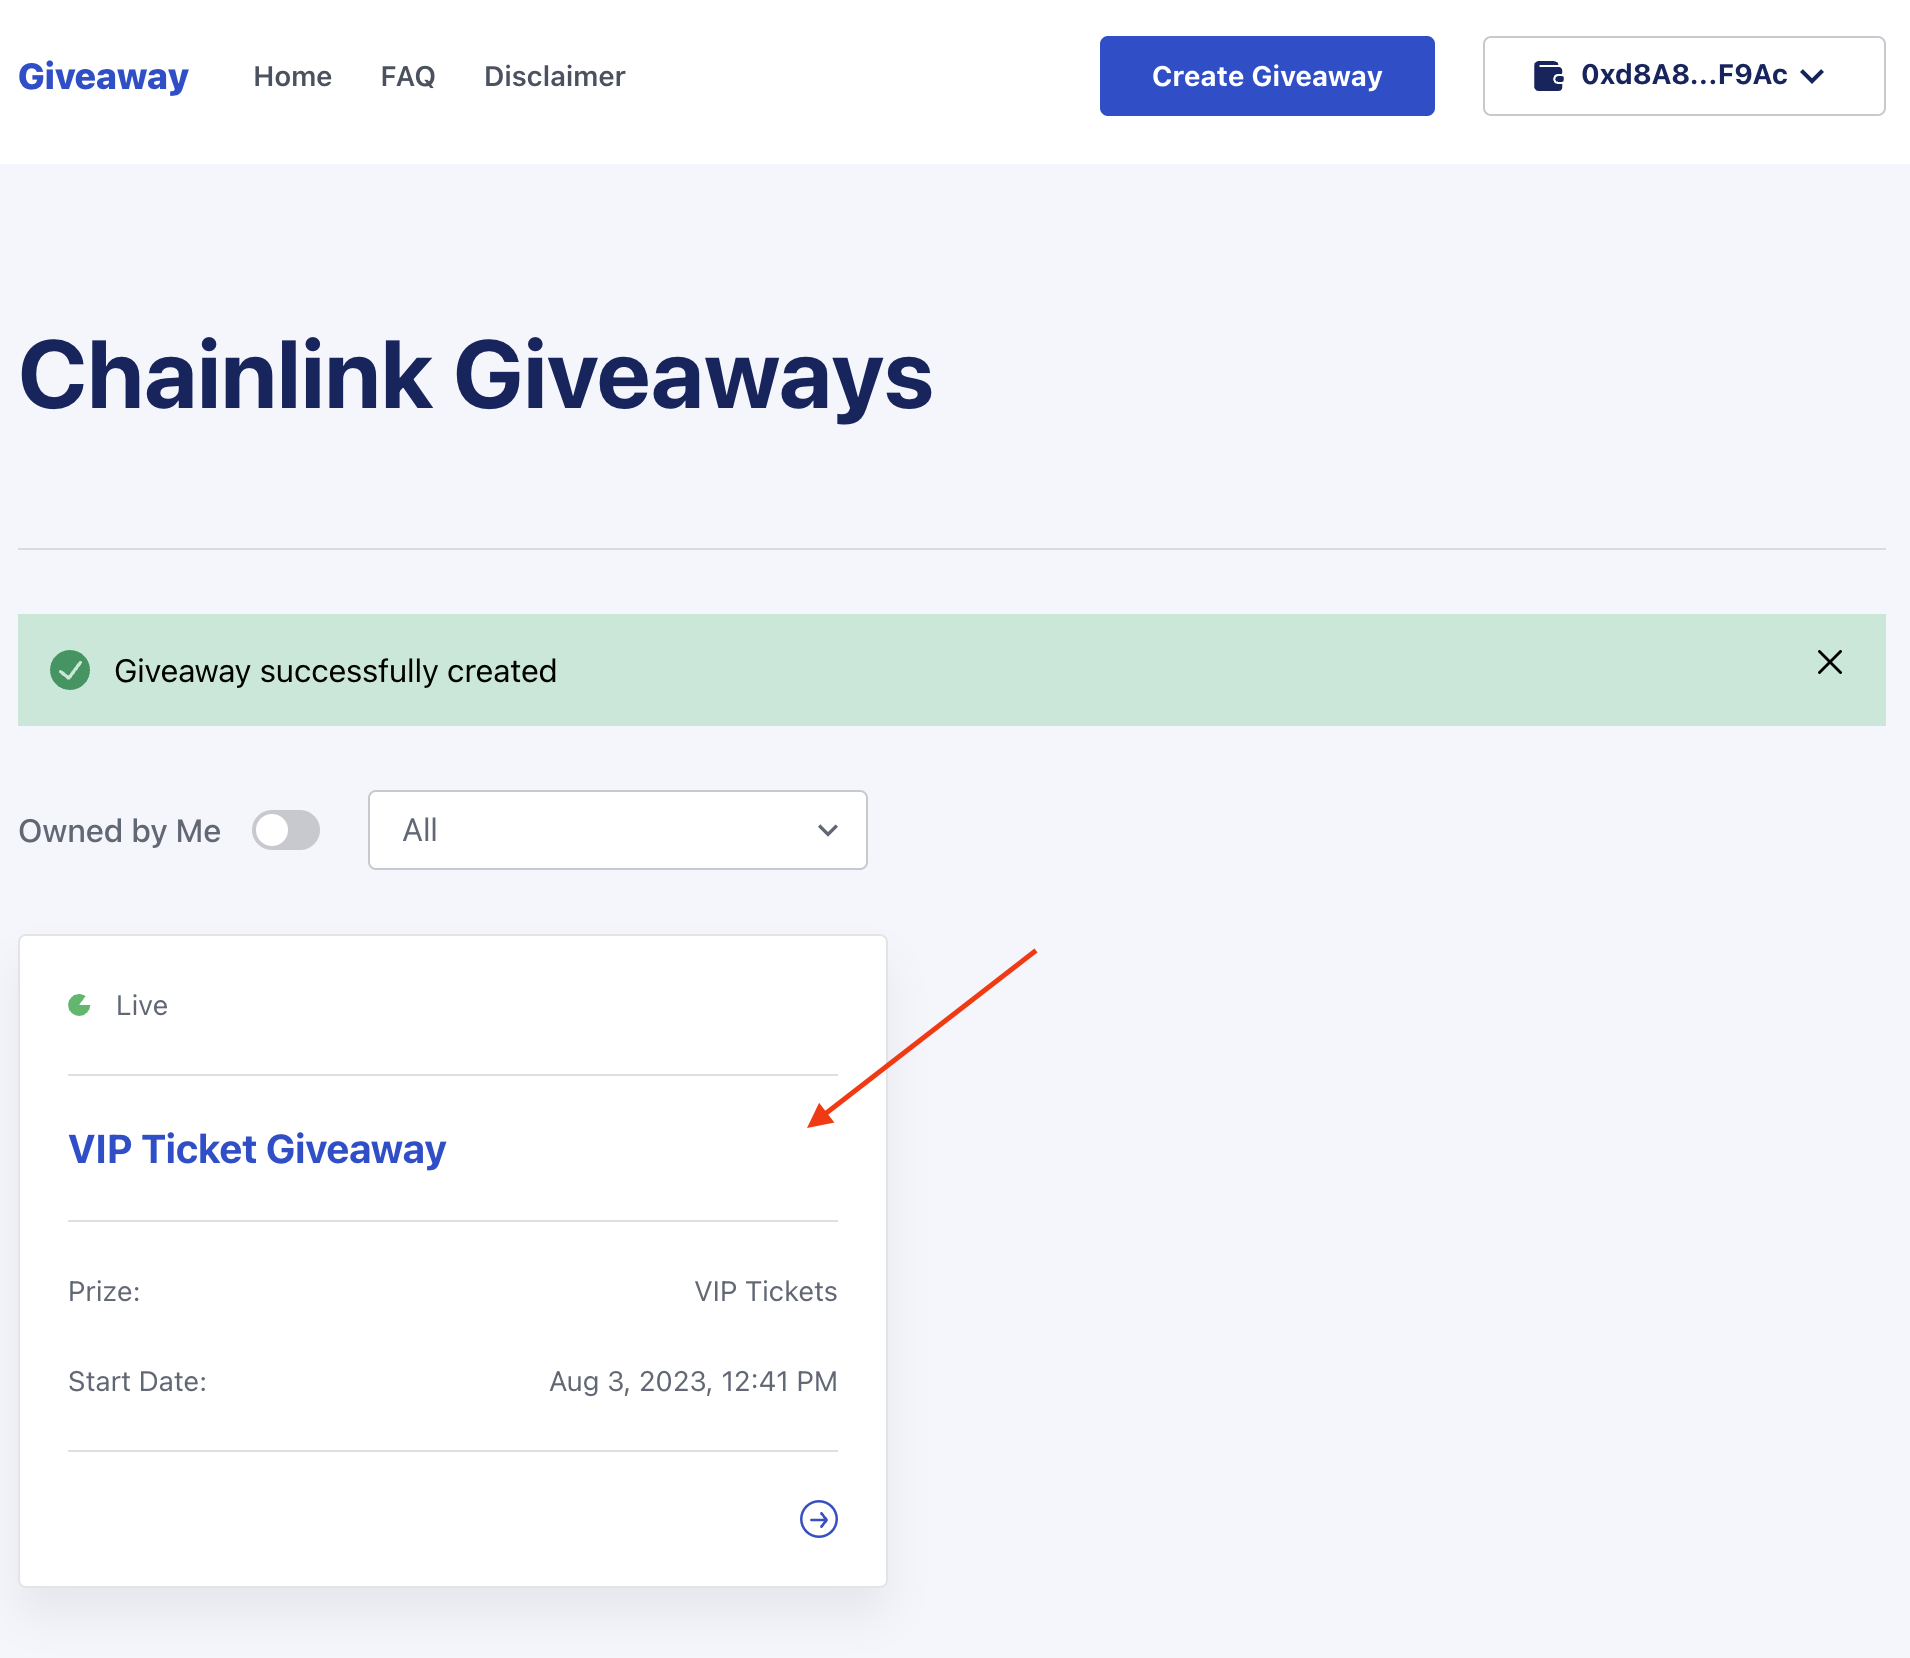 Giveaway Home FAQ Disclaimer Create Giveaway 0xd8A8...F9Ac
Chainlink Giveaways
Giveaway successfully created
Owned by Me All
Live
VIP Ticket Giveaway
Prize: VIP Tickets
Start Date: Aug 3, 2023, 12:41 PM